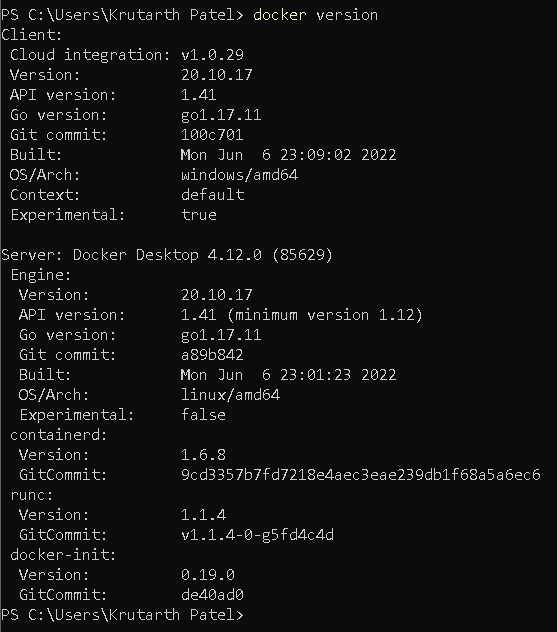 PS C:\Users\Krutarth Patel> docker version
Client:
 Cloud integration: v1.0.29
 Version:           20.10.17
 API version:       1.41
 Go version:        go1.17.11
 Git commit:        100c701
 Built:             Mon Jun  6 23:09:02 2022
 OS/Arch:           windows/amd64
 Context:           default
 Experimental:      true

Server: Docker Desktop 4.12.0 (85629)
 Engine:
  Version:          20.10.17
  API version:      1.41 (minimum version 1.12)
  Go version:       go1.17.11
  Git commit:       a89b842
  Built:            Mon Jun  6 23:01:23 2022
  OS/Arch:          linux/amd64
  Experimental:     false
 containerd:
  Version:          1.6.8
  GitCommit:        9cd3357b7fd7218e4aec3eae239db1f68a5a6ec6
 runc:
  Version:          1.1.4
  GitCommit:        v1.1.4-0-g5fd4c4d
 docker-init:
  Version:          0.19.0
  GitCommit:        de40ad0
PS C:\Users\Krutarth Patel>